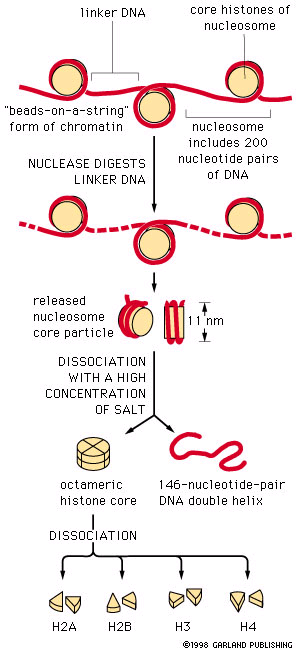 linker DNA
core histones of
nucleosome
"beads-on-a-string"
form of chromatin
nucleosome
includes 200
nucleotide pairs
of DNA
NUCLEASE DIGESTS
LINKER DNA
released
nucleosome
core particle
11 nm
DISSOCIATION
WITH A HIGH
CONCENTRATION
OF SALT
octameric
histone core
146-nucleotide-pair
DNA double helix
DISSOCIATION
H2A
H2B
H3
H4
©1998 GARLAND PUBLISHING